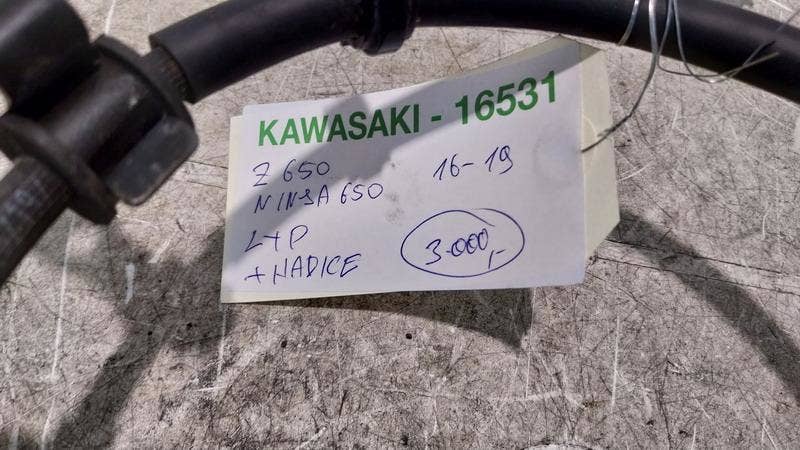 KAWASAKI - 16531
Z 650 16-19
NINJA 650
L+P 3.000,-
+HADICE